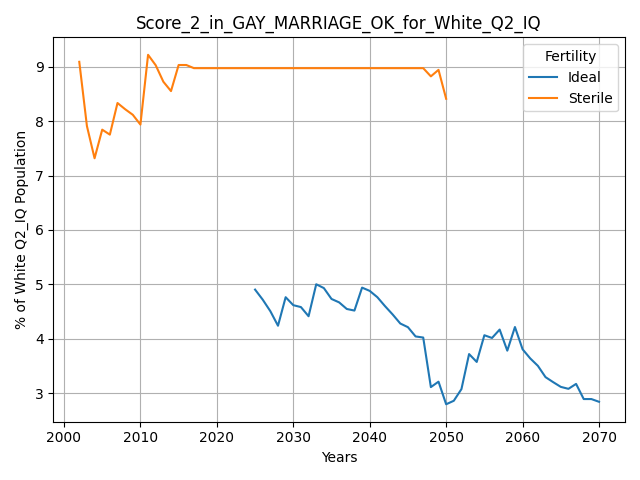 Score_2_in_GAY_MARRIAGE_OK_for_White_Q2_IQ
% of White Q2_IQ Population
9
8
7
6
5
4
3
Fertility
Ideal
Sterile
2000 2010 2020 2030 2040 2050 2060 2070
Years